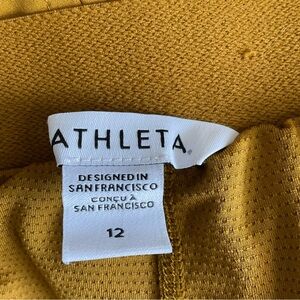 ATHLETA
DESIGNED IN
SAN FRANCISCO
CONÇU À
SAN FRANCISCO
12